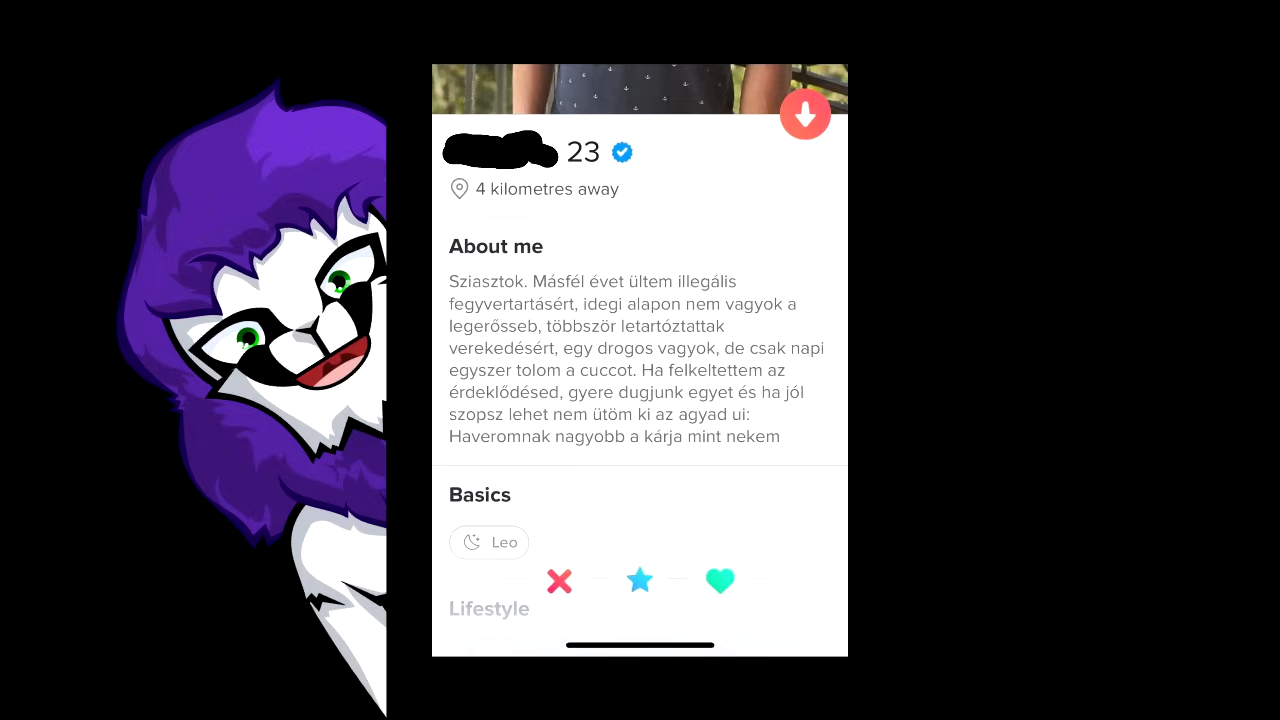 23
4 kilometres away
About me
Sziasztok. Másfél évet ültem illegális
fegyvertartásért, idegi alapon nem vagyok a
legerősseb, többször letartóztattak
verekedésért, egy drogos vagyok, de csak napi
egyszer tolom a cuccot. Ha felkeltettem az
érdeklődésed, gyere dugjunk egyet és ha jól
szopsz lehet nem ütöm ki az agyad ui:
Haveromnak nagyobb a kárja mint nekem
Basics
Leo
Lifestyle